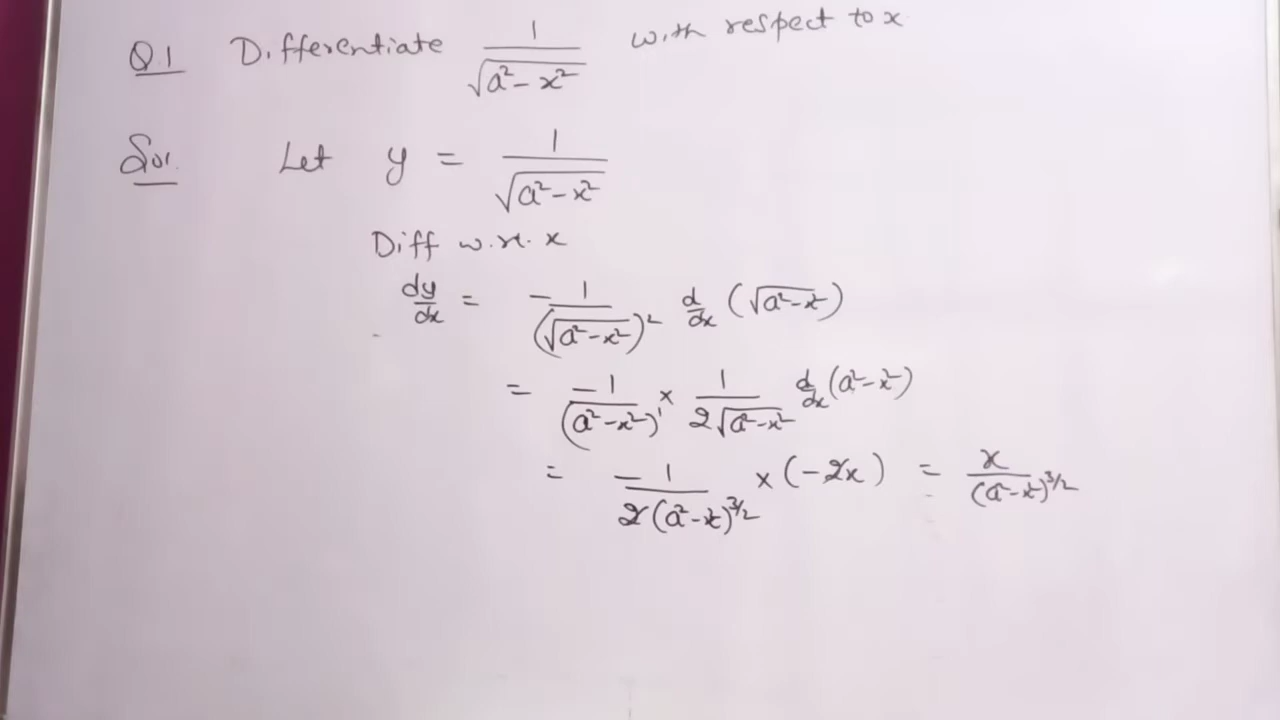 Q.1 Differentiate 1/√(a²-x²) with respect to x
Sol. Let y = 1/√(a²-x²)
Diff w.r.t. x
dy/dx = -1/(√(a²-x²))² d/dx (√(a²-x²))
= -1/(a²-x²)¹ × 1/(2√(a²-x²)) d/dx (a²-x²)
= -1/(2(a²-x²)^3/2) × (-2x) = x/(a²-x²)^3/2